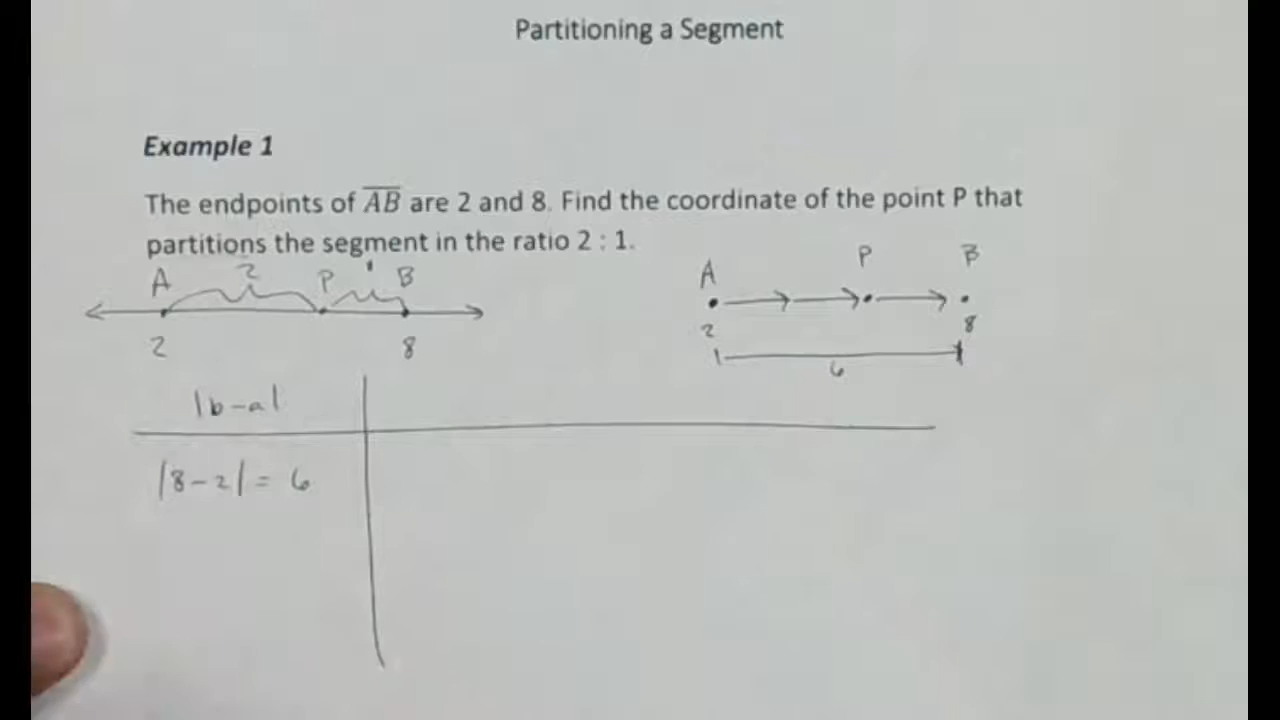 Partitioning a Segment
Example 1
The endpoints of AB are 2 and 8. Find the coordinate of the point P that
partitions the segment in the ratio 2 : 1.
A 2 P 1 B
2 8
A P B
2 8
6
|b-a|
|8-2| = 6